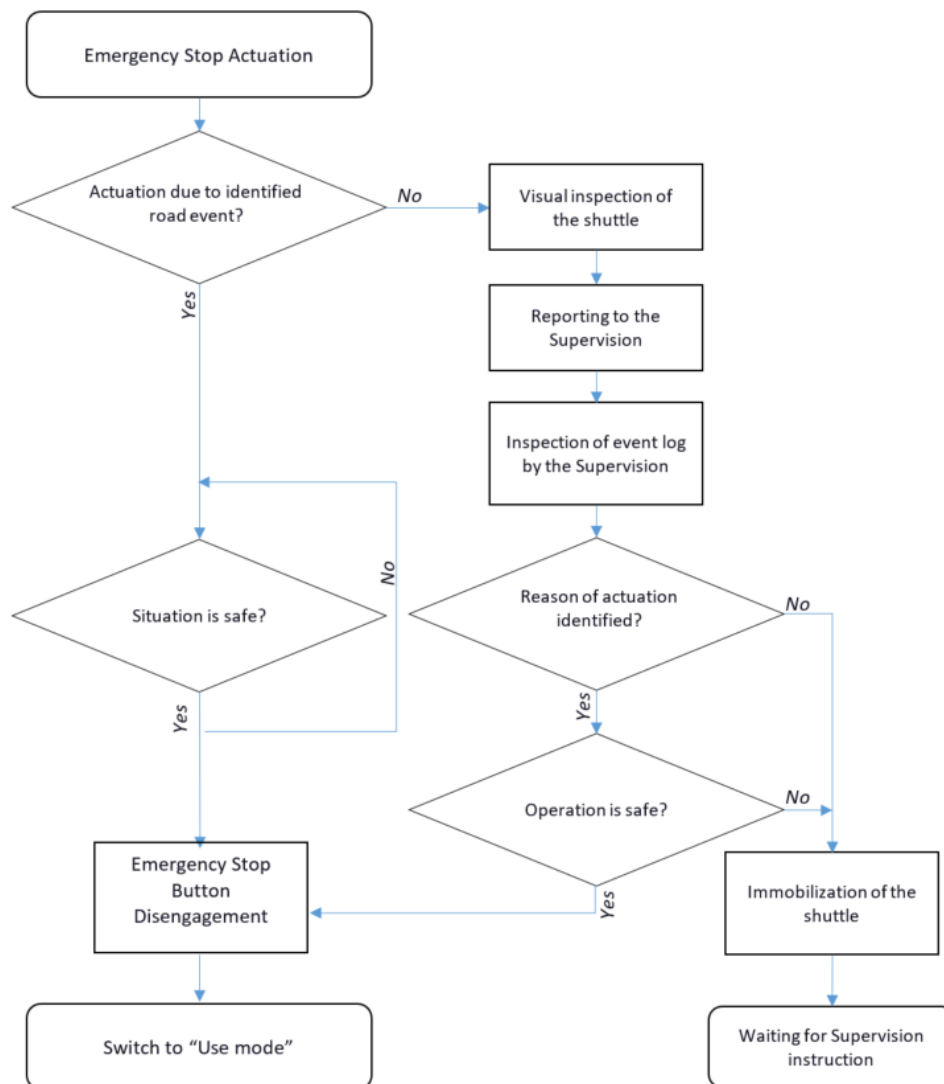 Emergency Stop Actuation
Actuation due to identified
road event?
No
Visual inspection of
the shuttle
Yes
Reporting to the
Supervision
Inspection of event log
by the Supervision
No
Situation is safe?
Reason of actuation
identified?
No
Yes
Yes
Operation is safe?
No
Emergency Stop
Button
Disengagement
Yes
Immobilization of the
shuttle
Switch to “Use mode”
Waiting for Supervision
instruction